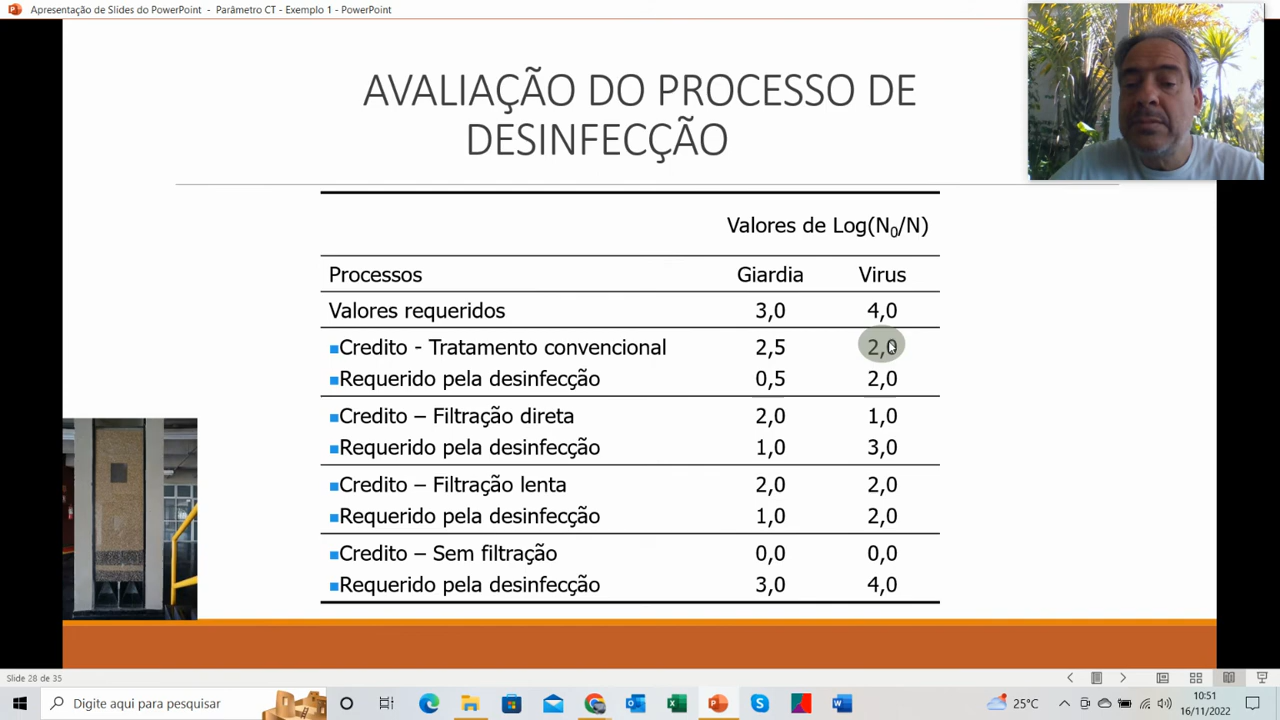 Apresentação de Slides do PowerPoint - Parâmetro CT - Exemplo 1 - PowerPoint
AVALIAÇÃO DO PROCESSO DE
DESINFECÇÃO
Valores de Log(N₀/N)
Processos Giardia Virus
Valores requeridos 3,0 4,0
Credito - Tratamento convencional 2,5 2,0
Requerido pela desinfecção 0,5 2,0
Credito – Filtração direta 2,0 1,0
Requerido pela desinfecção 1,0 3,0
Credito – Filtração lenta 2,0 2,0
Requerido pela desinfecção 1,0 2,0
Credito – Sem filtração 0,0 0,0
Requerido pela desinfecção 3,0 4,0
Slide 28 de 35
Digite aqui para pesquisar
25°C
10:51
16/11/2022